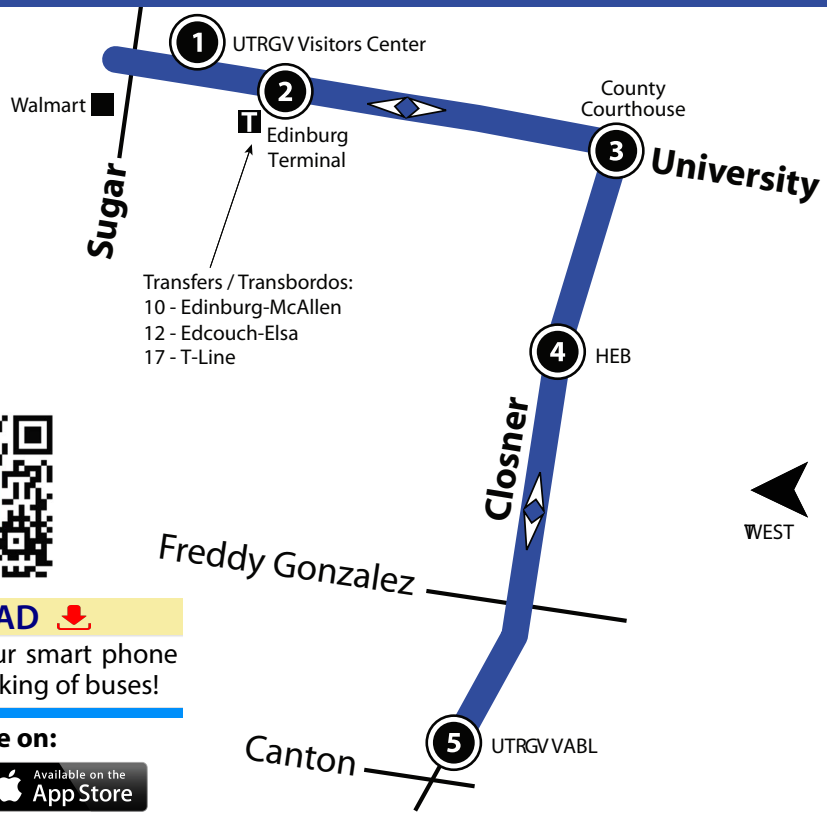 1
UTRGV Visitors Center
2
Walmart
T
Edinburg
Terminal
County
Courthouse
3
University
Sugar
Transfers / Transbordos:
10 - Edinburg-McAllen
12 - Edcouch-Elsa
17 - T-Line
4
HEB
Closner
WEST
Freddy Gonzalez
AD
ur smart phone
king of buses!
e on:
Available on the
App Store
Canton
5
UTRGV VABL